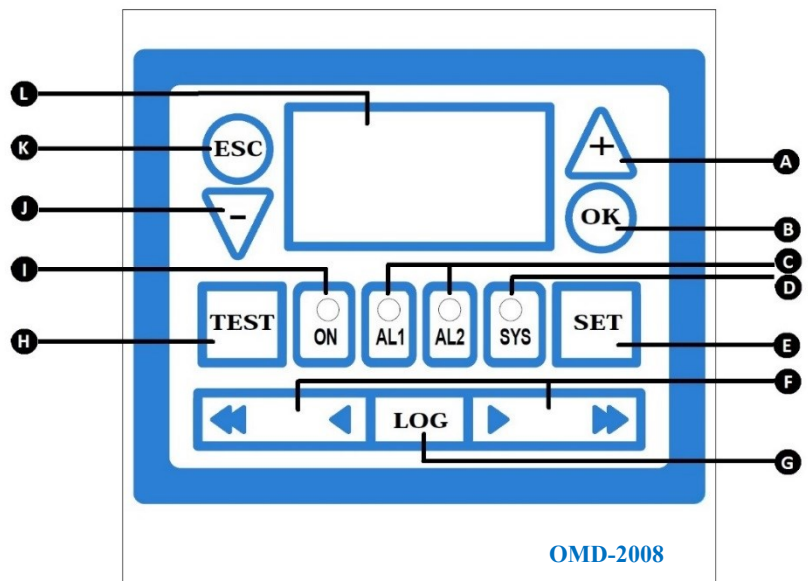 L
K ESC + A
J - OK B
I C
D
H TEST ON AL1 AL2 SYS SET E
F
LOG
G
OMD-2008